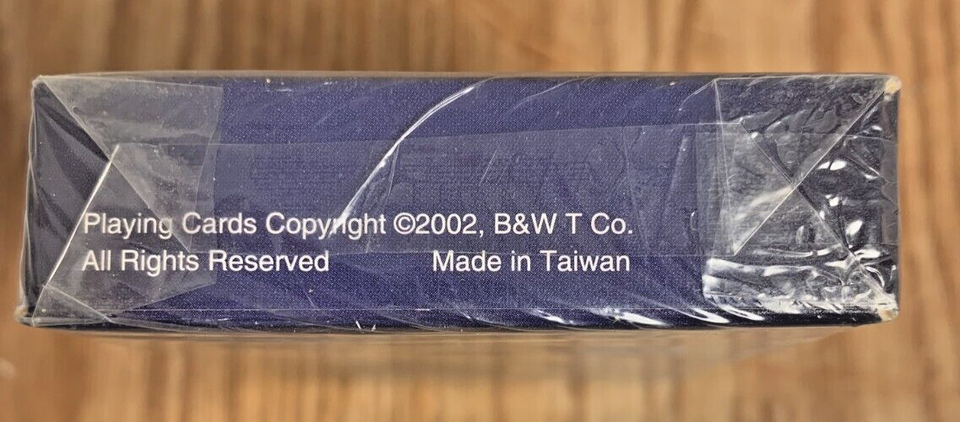 Playing Cards Copyright ©2002, B&W T Co.
All Rights Reserved Made in Taiwan